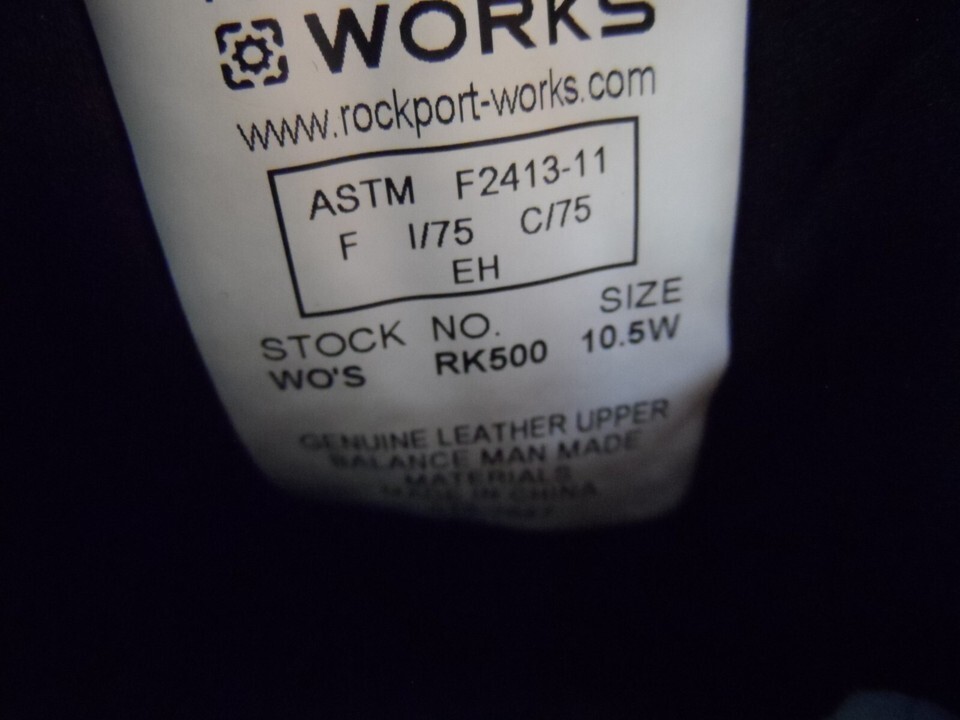 WORKS
www.rockport-works.com
ASTM F2413-11
F I/75 C/75
EH
STOCK NO. SIZE
WO'S RK500 10.5W
GENUINE LEATHER UPPER
BALANCE MAN MADE
MATERIALS
MADE IN CHINA